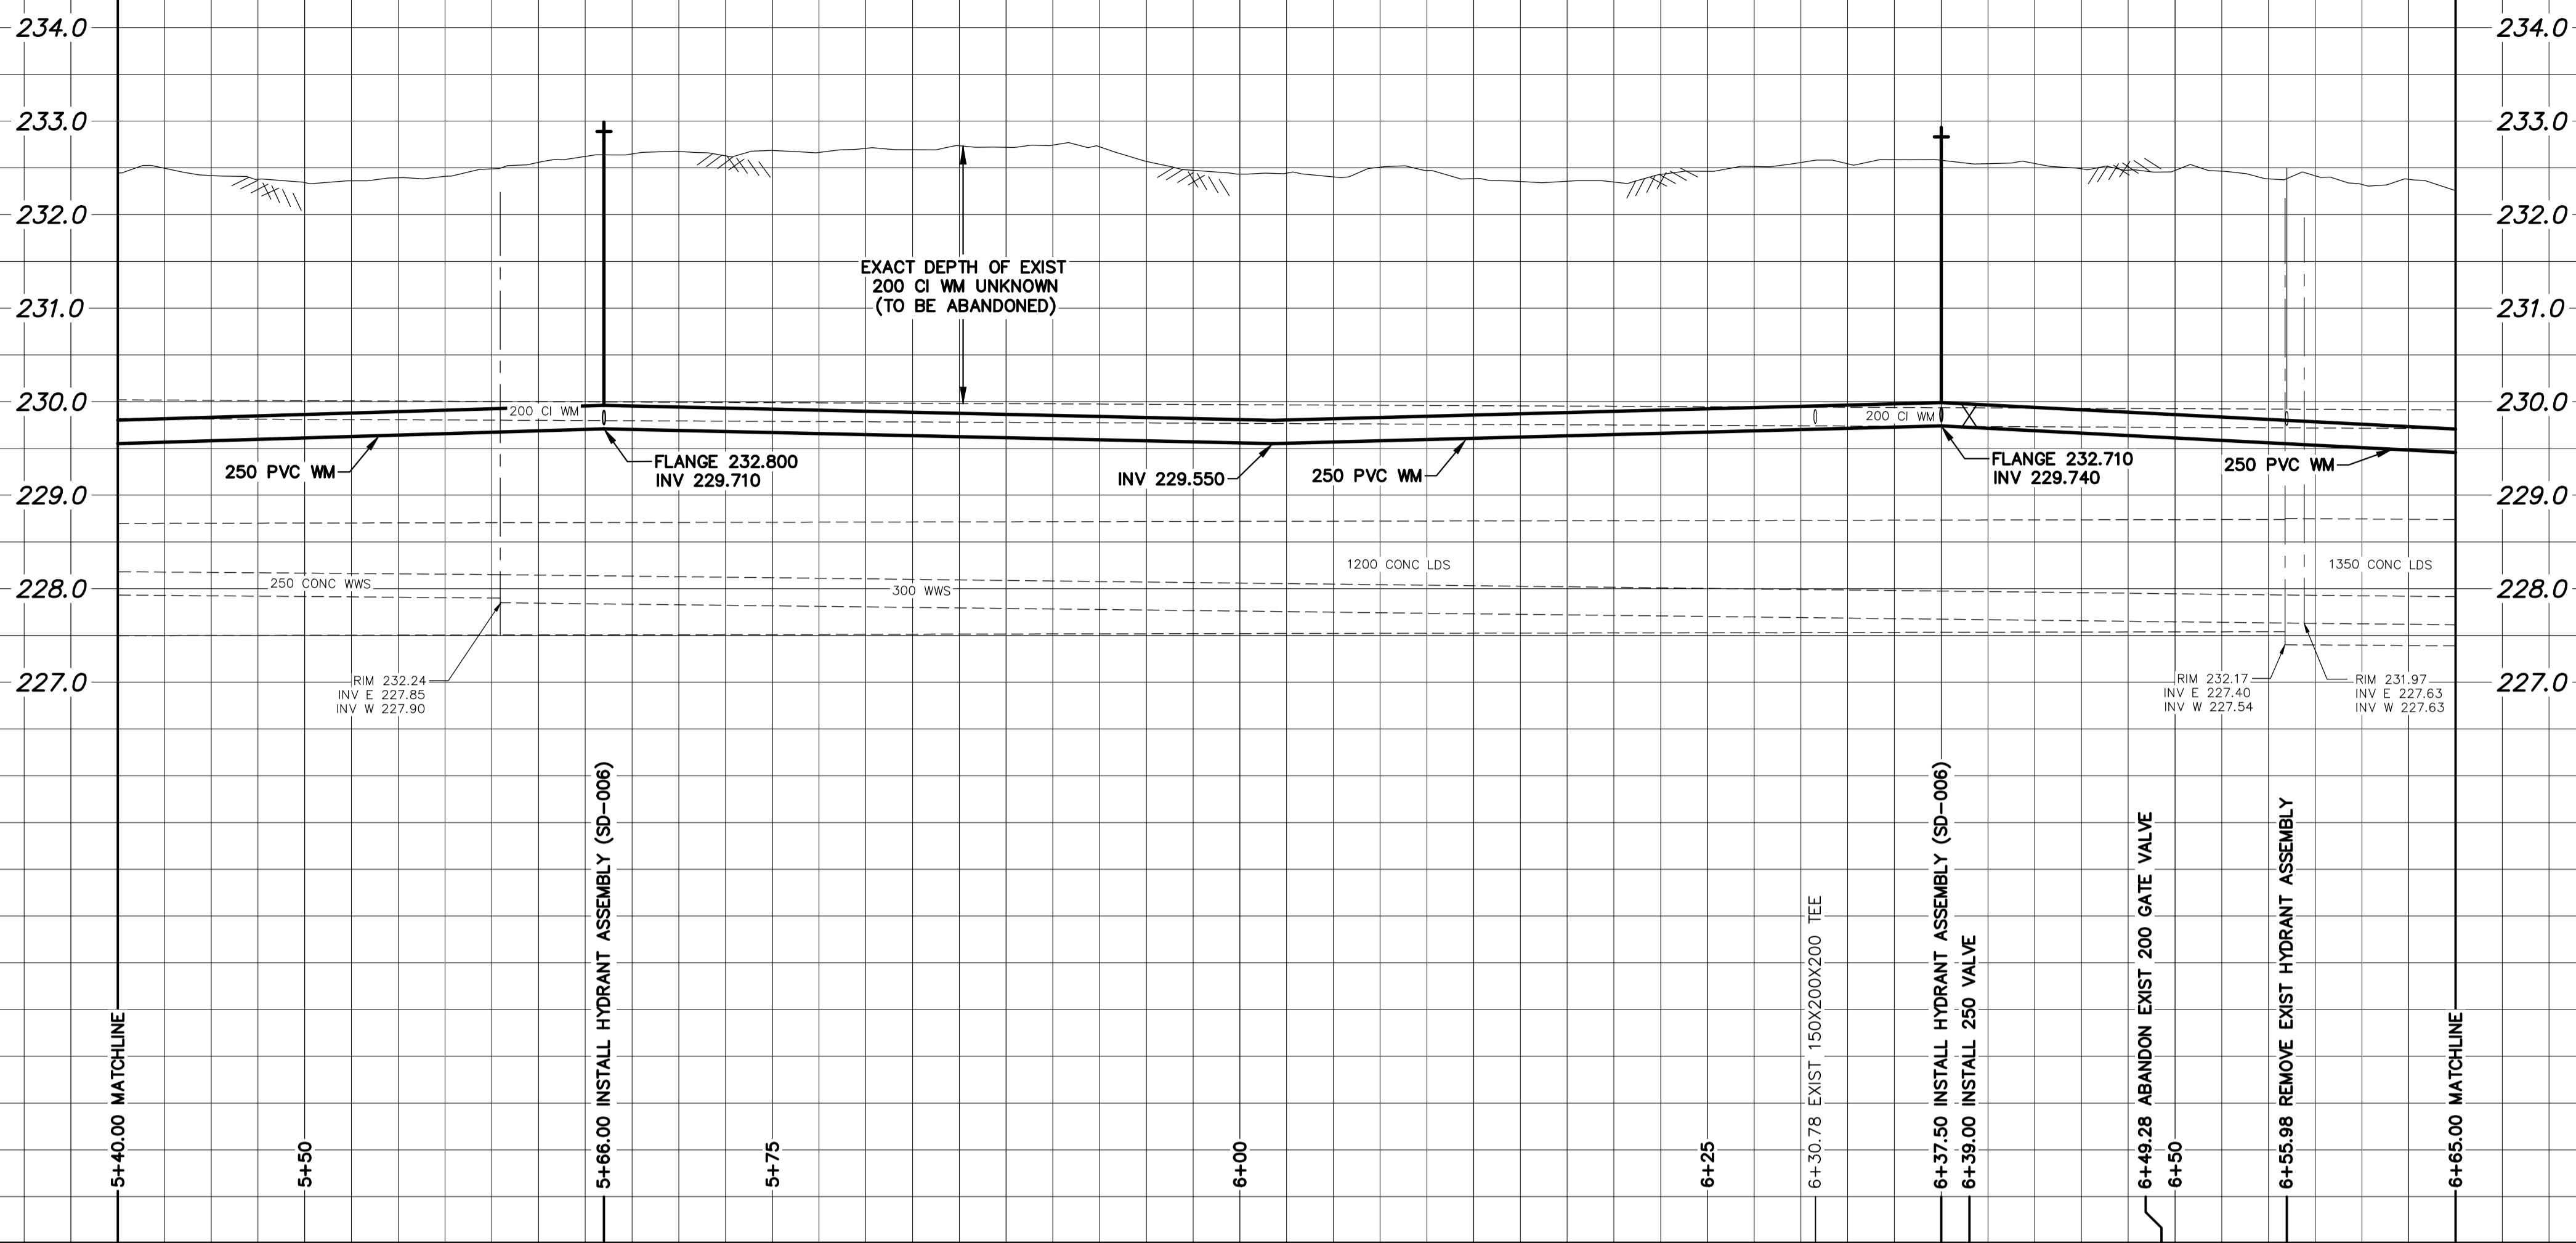 234.0
234.0
233.0
233.0
232.0
232.0
EXACT DEPTH OF EXIST
200 CI WM UNKNOWN
(TO BE ABANDONED)
231.0
231.0
230.0
200 CI WM
200 CI WM
230.0
250 PVC WM
FLANGE 232.800
INV 229.710
INV 229.550
250 PVC WM
FLANGE 232.710
INV 229.740
250 PVC WM
229.0
229.0
1200 CONC LDS
1350 CONC LDS
228.0
250 CONC WWS
300 WWS
228.0
227.0
RIM 232.24
INV E 227.85
INV W 227.90
RIM 232.17
INV E 227.40
INV W 227.54
RIM 231.97
INV E 227.63
INV W 227.63
227.0
5+40.00 MATCHLINE
5+50
5+66.00 INSTALL HYDRANT ASSEMBLY (SD-006)
5+75
6+00
6+25
6+30.78 EXIST 150X200X200 TEE
6+37.50 INSTALL HYDRANT ASSEMBLY (SD-006)
6+39.00 INSTALL 250 VALVE
6+49.28 ABANDON EXIST 200 GATE VALVE
6+50
6+55.98 REMOVE EXIST HYDRANT ASSEMBLY
6+65.00 MATCHLINE